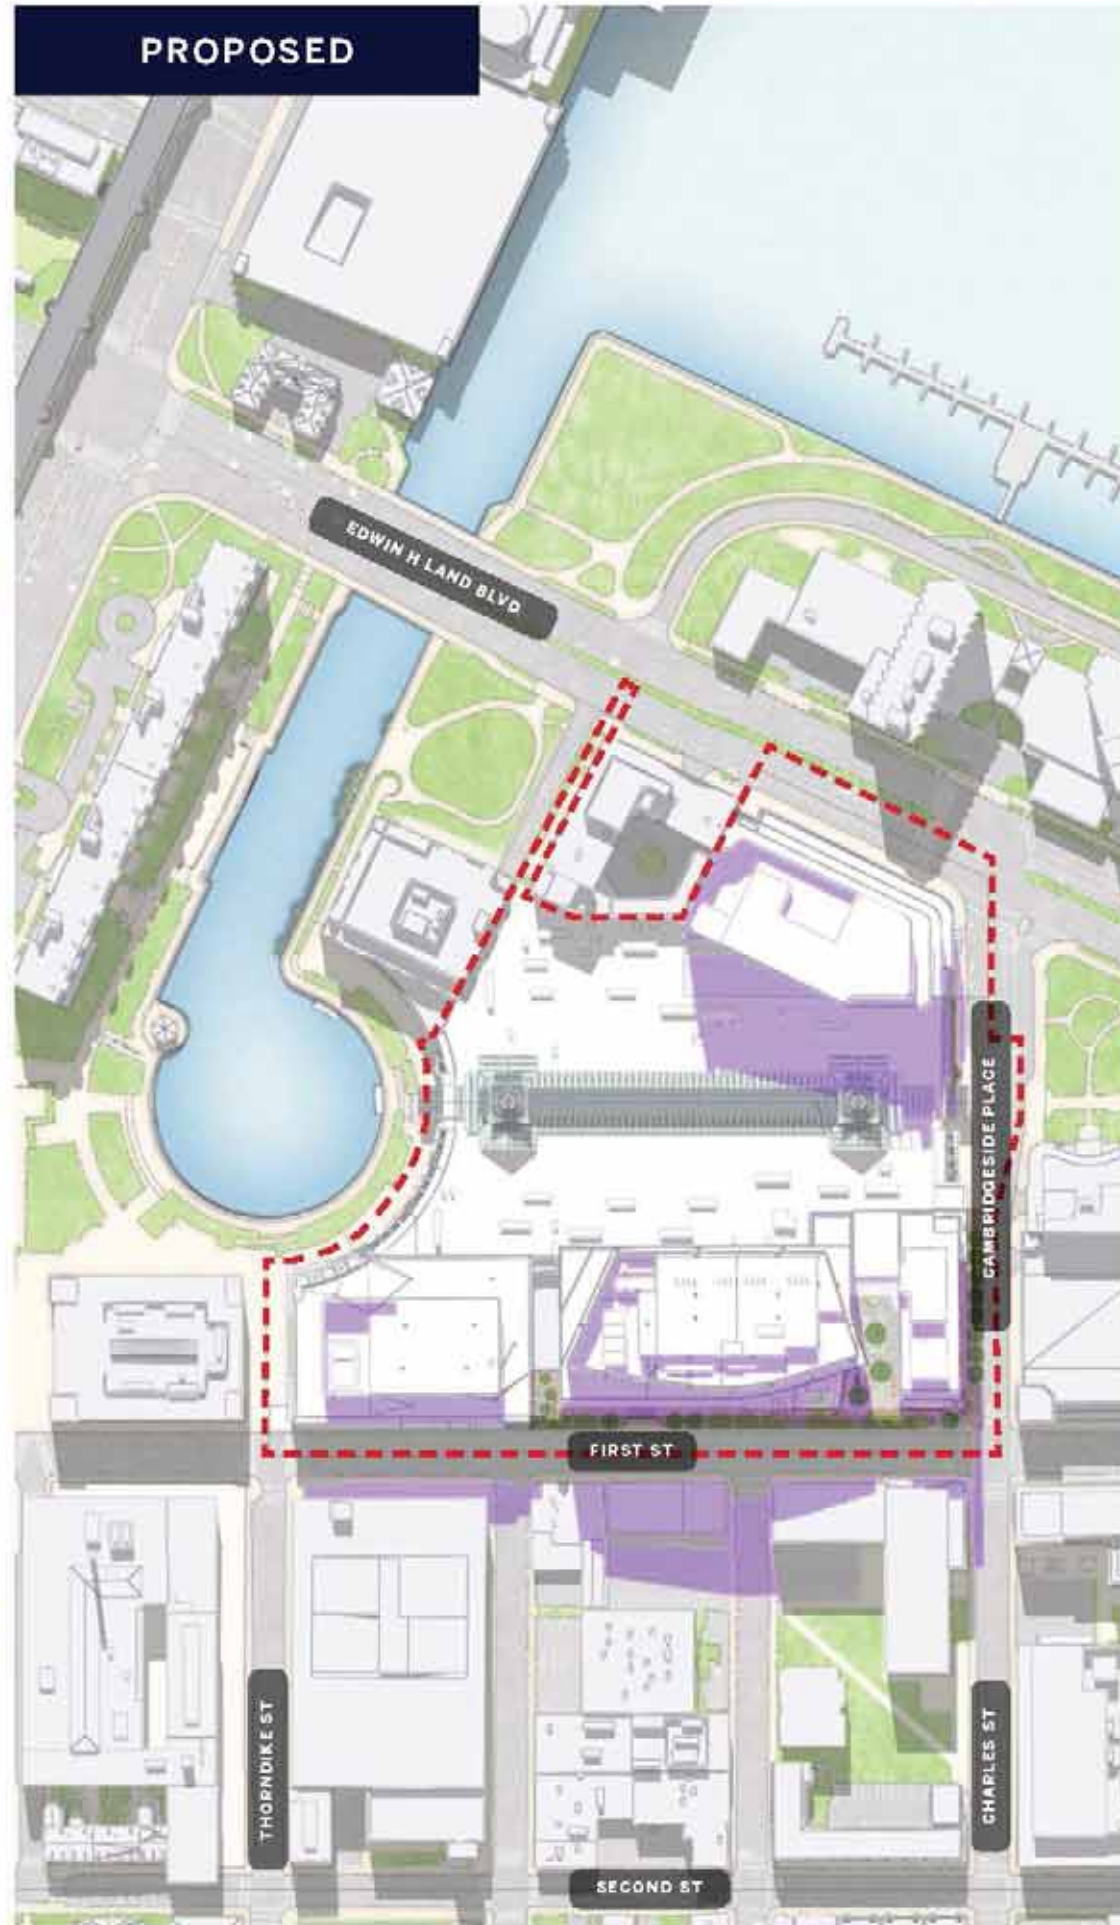 PROPOSED
EDWIN H LAND BLVD
CAMBRIDGESIDE PLACE
FIRST ST
THORNDIKE ST
CHARLES ST
SECOND ST